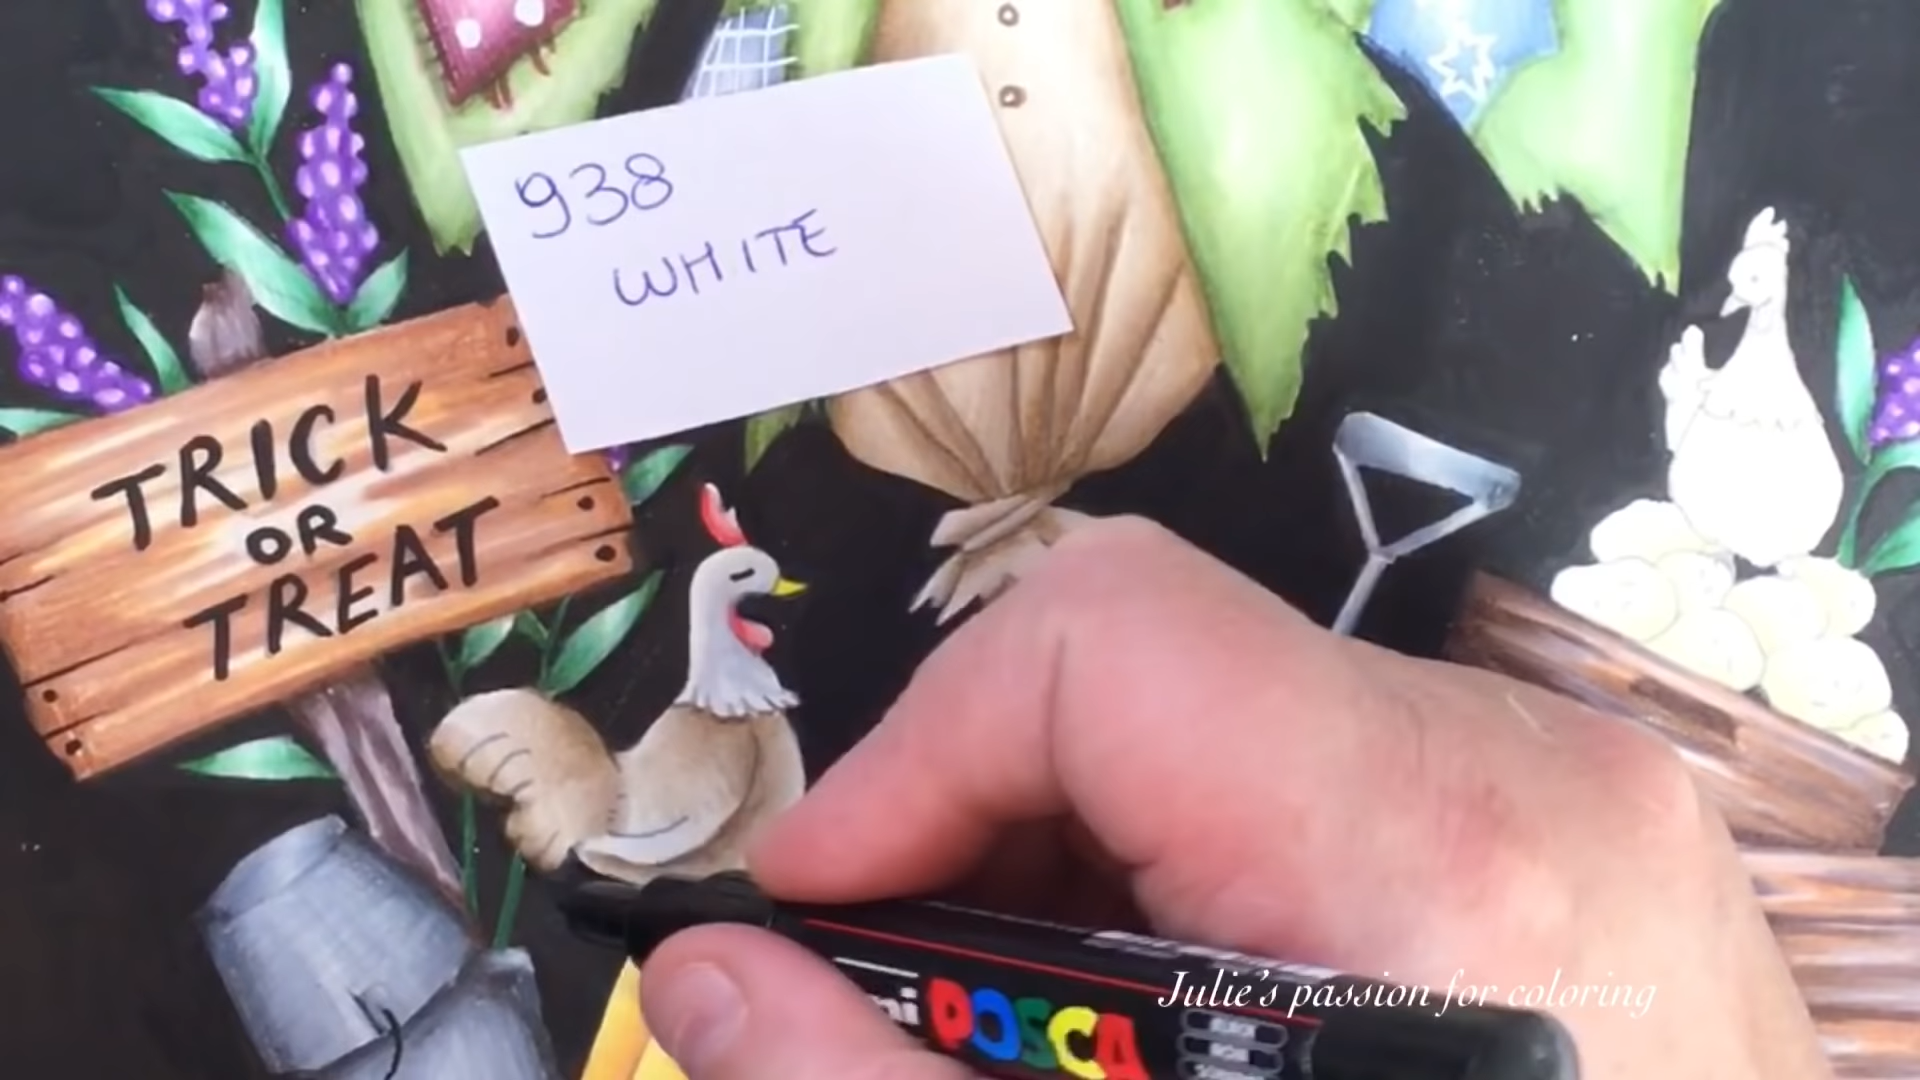 938
WHITE
TRICK
OR
TREAT
POSCA
Julie's passion for coloring